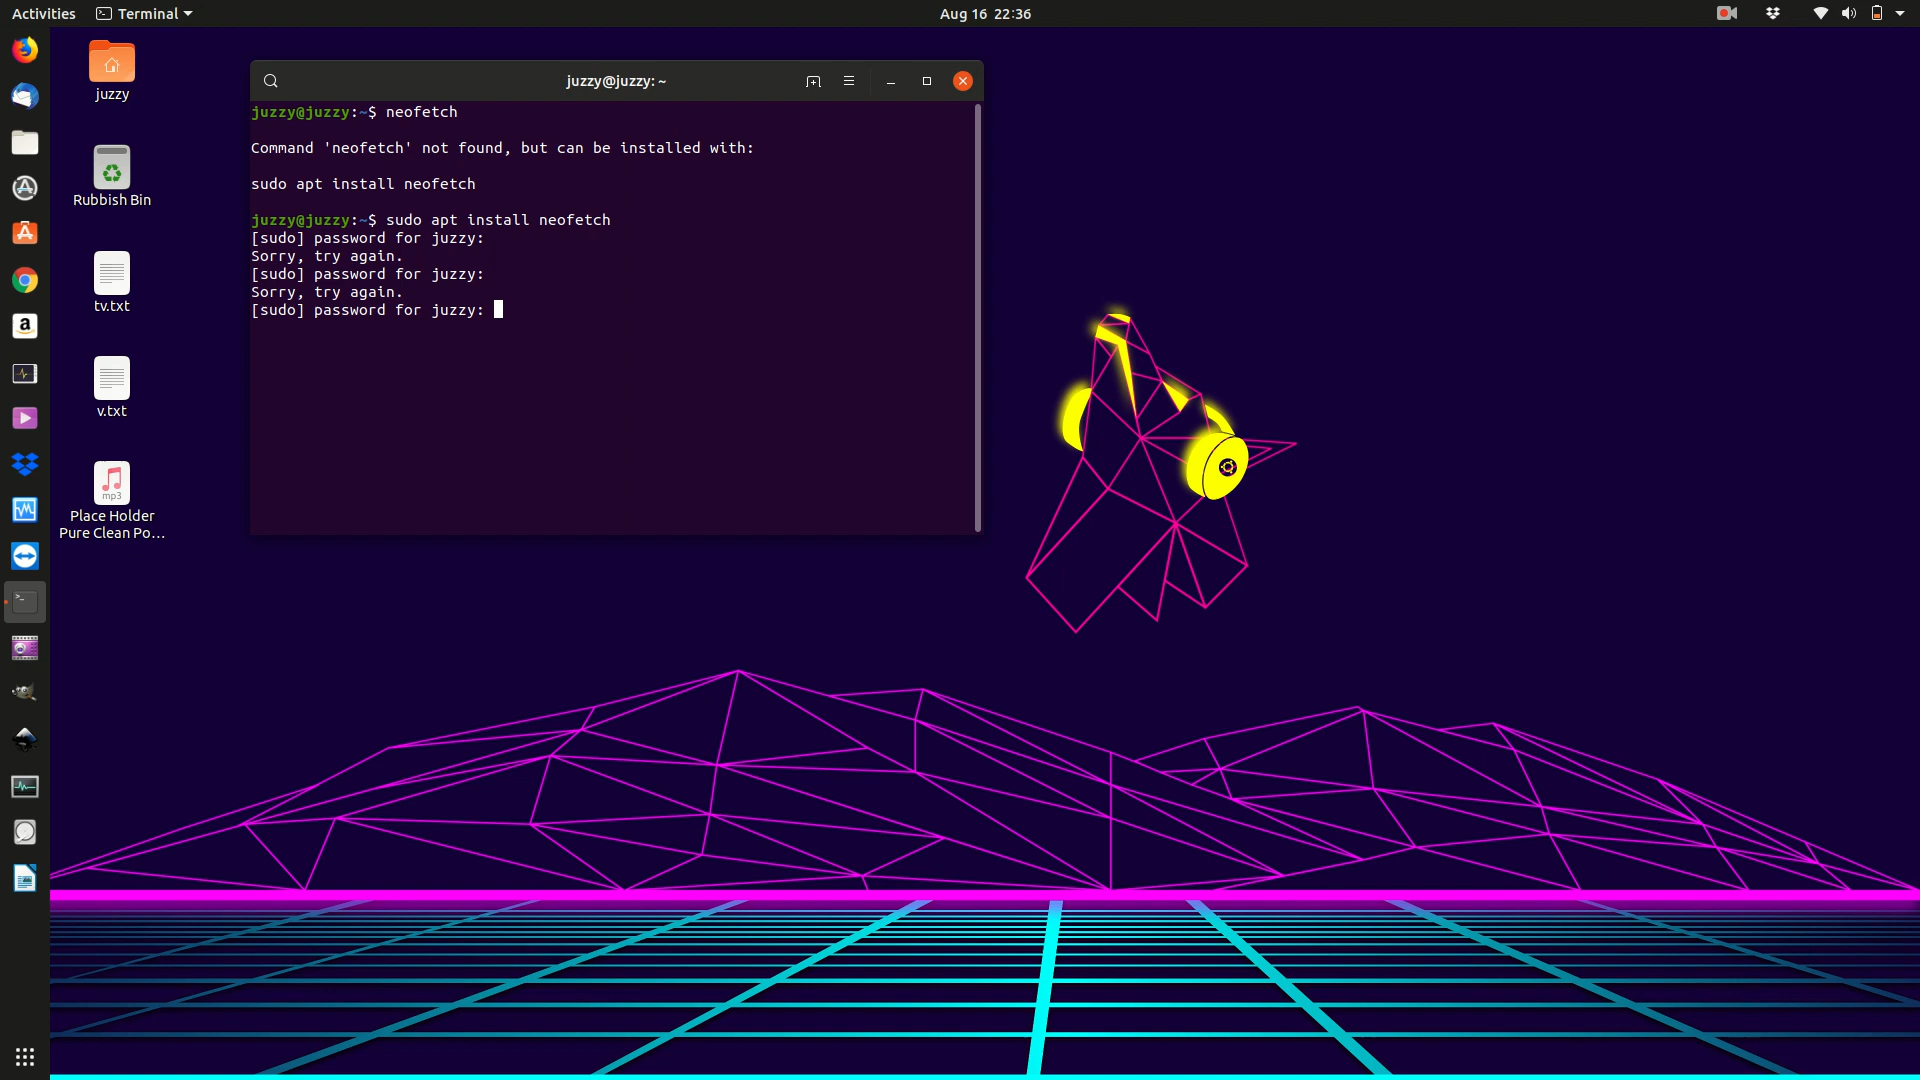 Activities
Terminal
Aug 16 22:36
juzzy
Rubbish Bin
tv.txt
v.txt
mp3
Place Holder
Pure Clean Po...
juzzy@juzzy: ~
juzzy@juzzy:~$ neofetch
Command 'neofetch' not found, but can be installed with:
sudo apt install neofetch
juzzy@juzzy:~$ sudo apt install neofetch
[sudo] password for juzzy:
Sorry, try again.
[sudo] password for juzzy:
Sorry, try again.
[sudo] password for juzzy: